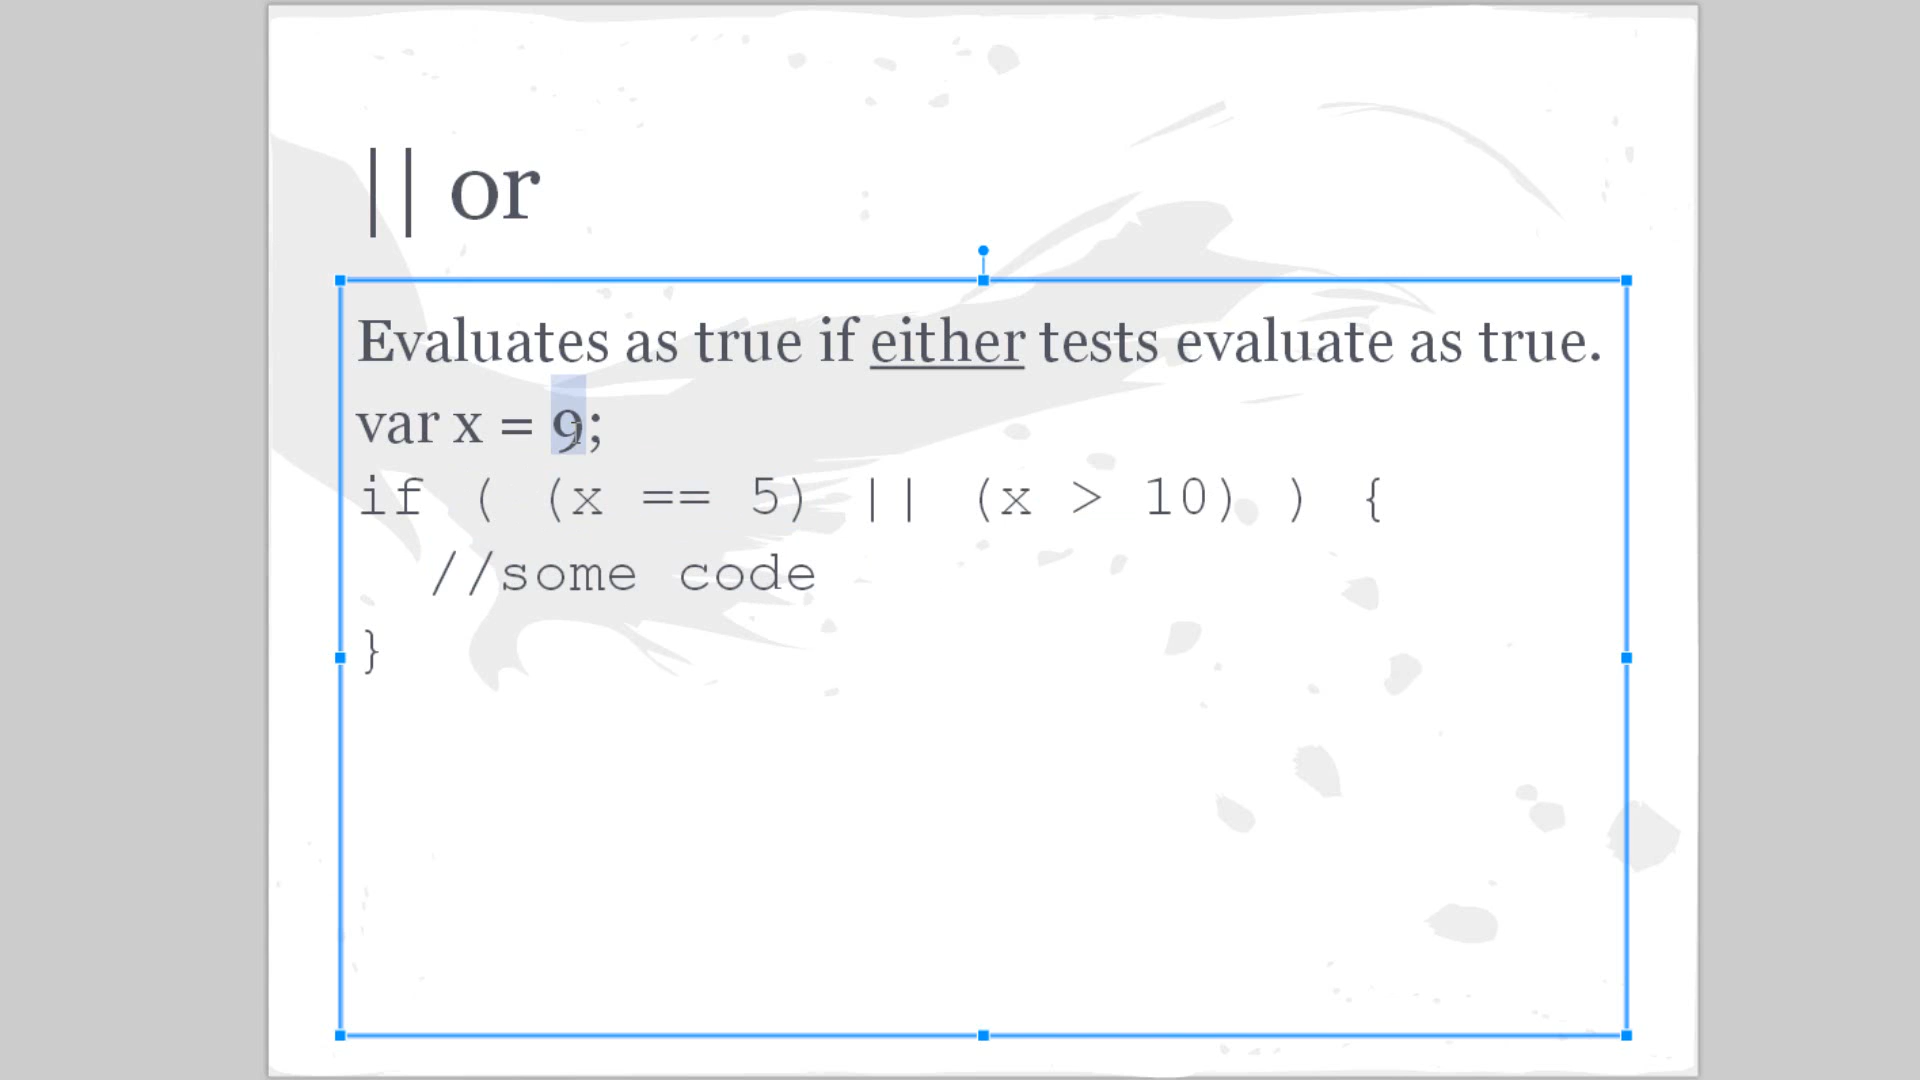 || or
Evaluates as true if either tests evaluate as true.
var x = 9;
if ( (x == 5) || (x > 10) ) {
  //some code
}